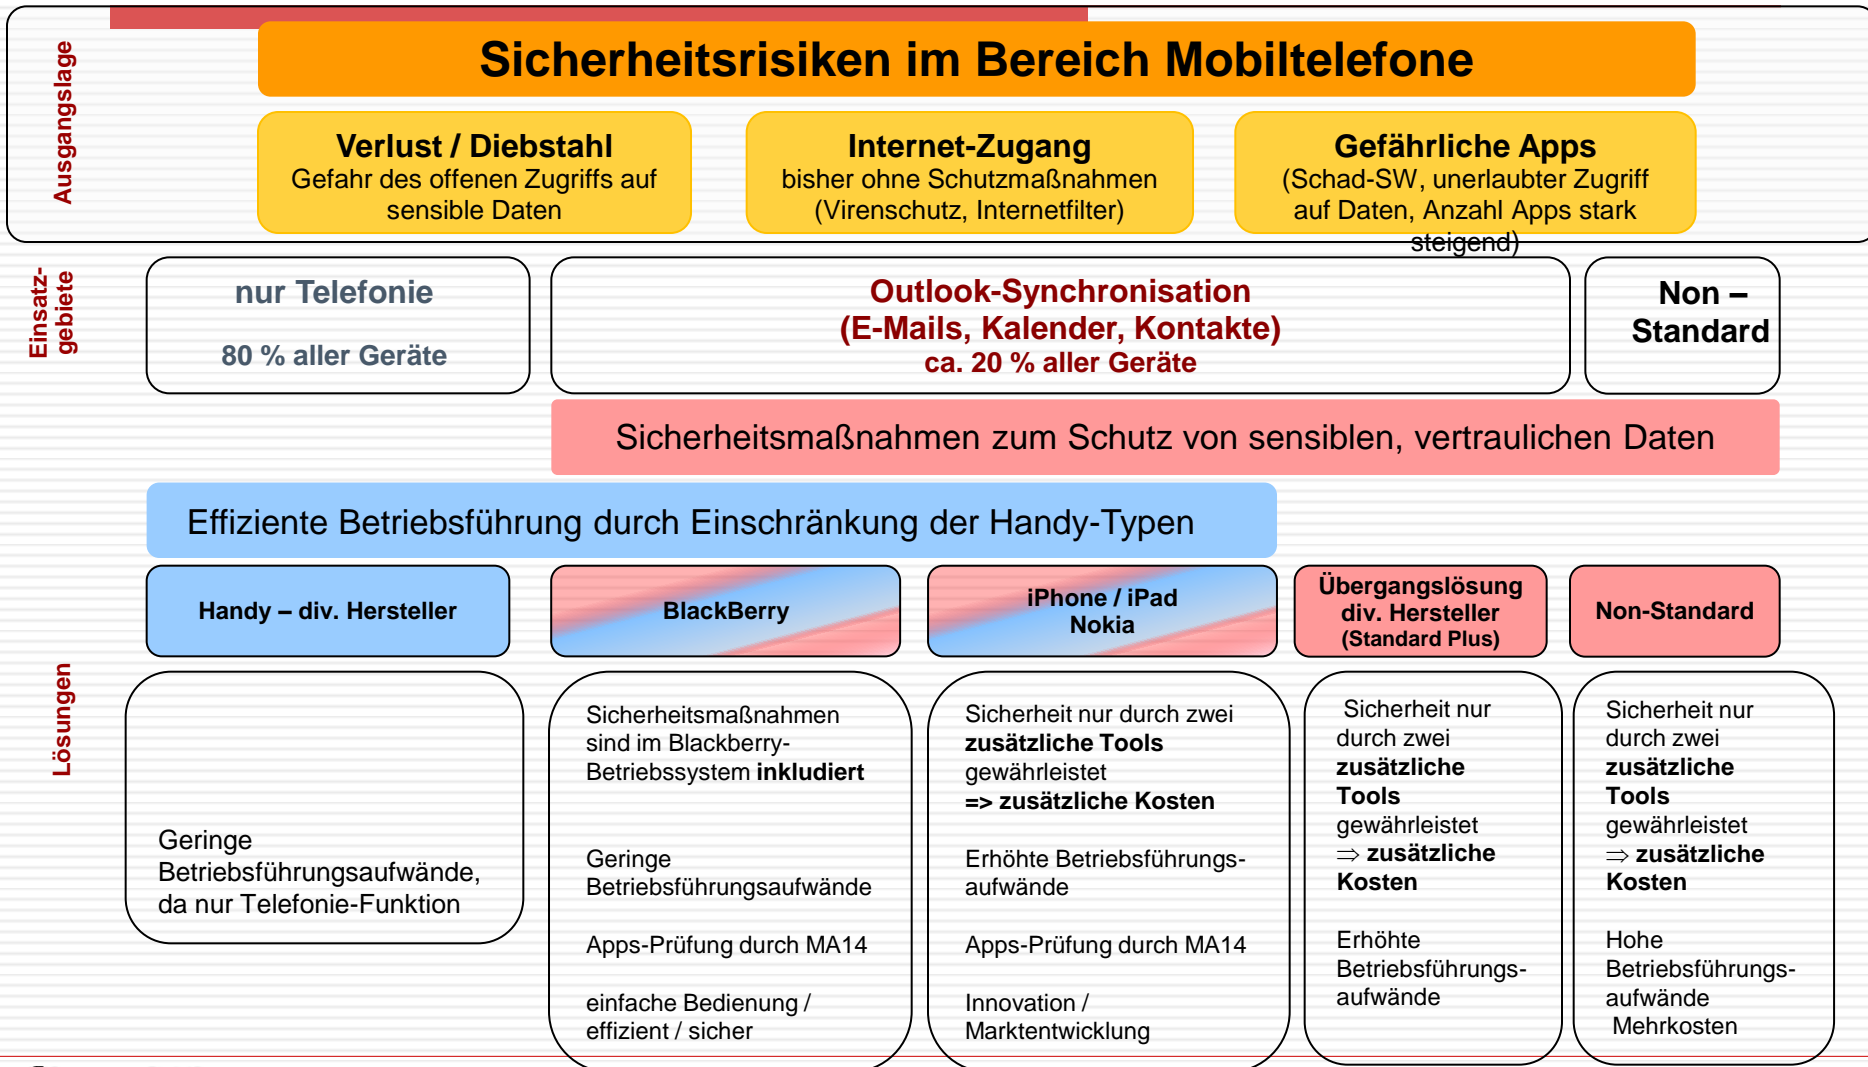 Ausgangslage
Sicherheitsrisiken im Bereich Mobiltelefone
Verlust / Diebstahl
Gefahr des offenen Zugriffs auf
sensible Daten
Internet-Zugang
bisher ohne Schutzmaßnahmen
(Virenschutz, Internetfilter)
Gefährliche Apps
(Schad-SW, unerlaubter Zugriff
auf Daten, Anzahl Apps stark
steigend)
Einsatz-
gebiete
nur Telefonie
80 % aller Geräte
Outlook-Synchronisation
(E-Mails, Kalender, Kontakte)
ca. 20 % aller Geräte
Non –
Standard
Sicherheitsmaßnahmen zum Schutz von sensiblen, vertraulichen Daten
Effiziente Betriebsführung durch Einschränkung der Handy-Typen
Lösungen
Handy – div. Hersteller
BlackBerry
iPhone / iPad
Nokia
Übergangslösung
div. Hersteller
(Standard Plus)
Non-Standard
Geringe
Betriebsführungsaufwände,
da nur Telefonie-Funktion
Sicherheitsmaßnahmen
sind im Blackberry-
Betriebssystem inkludiert
Geringe
Betriebsführungsaufwände
Apps-Prüfung durch MA14
einfache Bedienung /
effizient / sicher
Sicherheit nur durch zwei
zusätzliche Tools
gewährleistet
=> zusätzliche Kosten
Erhöhte Betriebsführungs-
aufwände
Apps-Prüfung durch MA14
Innovation /
Marktentwicklung
Sicherheit nur
durch zwei
zusätzliche
Tools
gewährleistet
⇒ zusätzliche
Kosten
Erhöhte
Betriebsführungs-
aufwände
Sicherheit nur
durch zwei
zusätzliche
Tools
gewährleistet
⇒ zusätzliche
Kosten
Hohe
Betriebsführungs-
aufwände
Mehrkosten